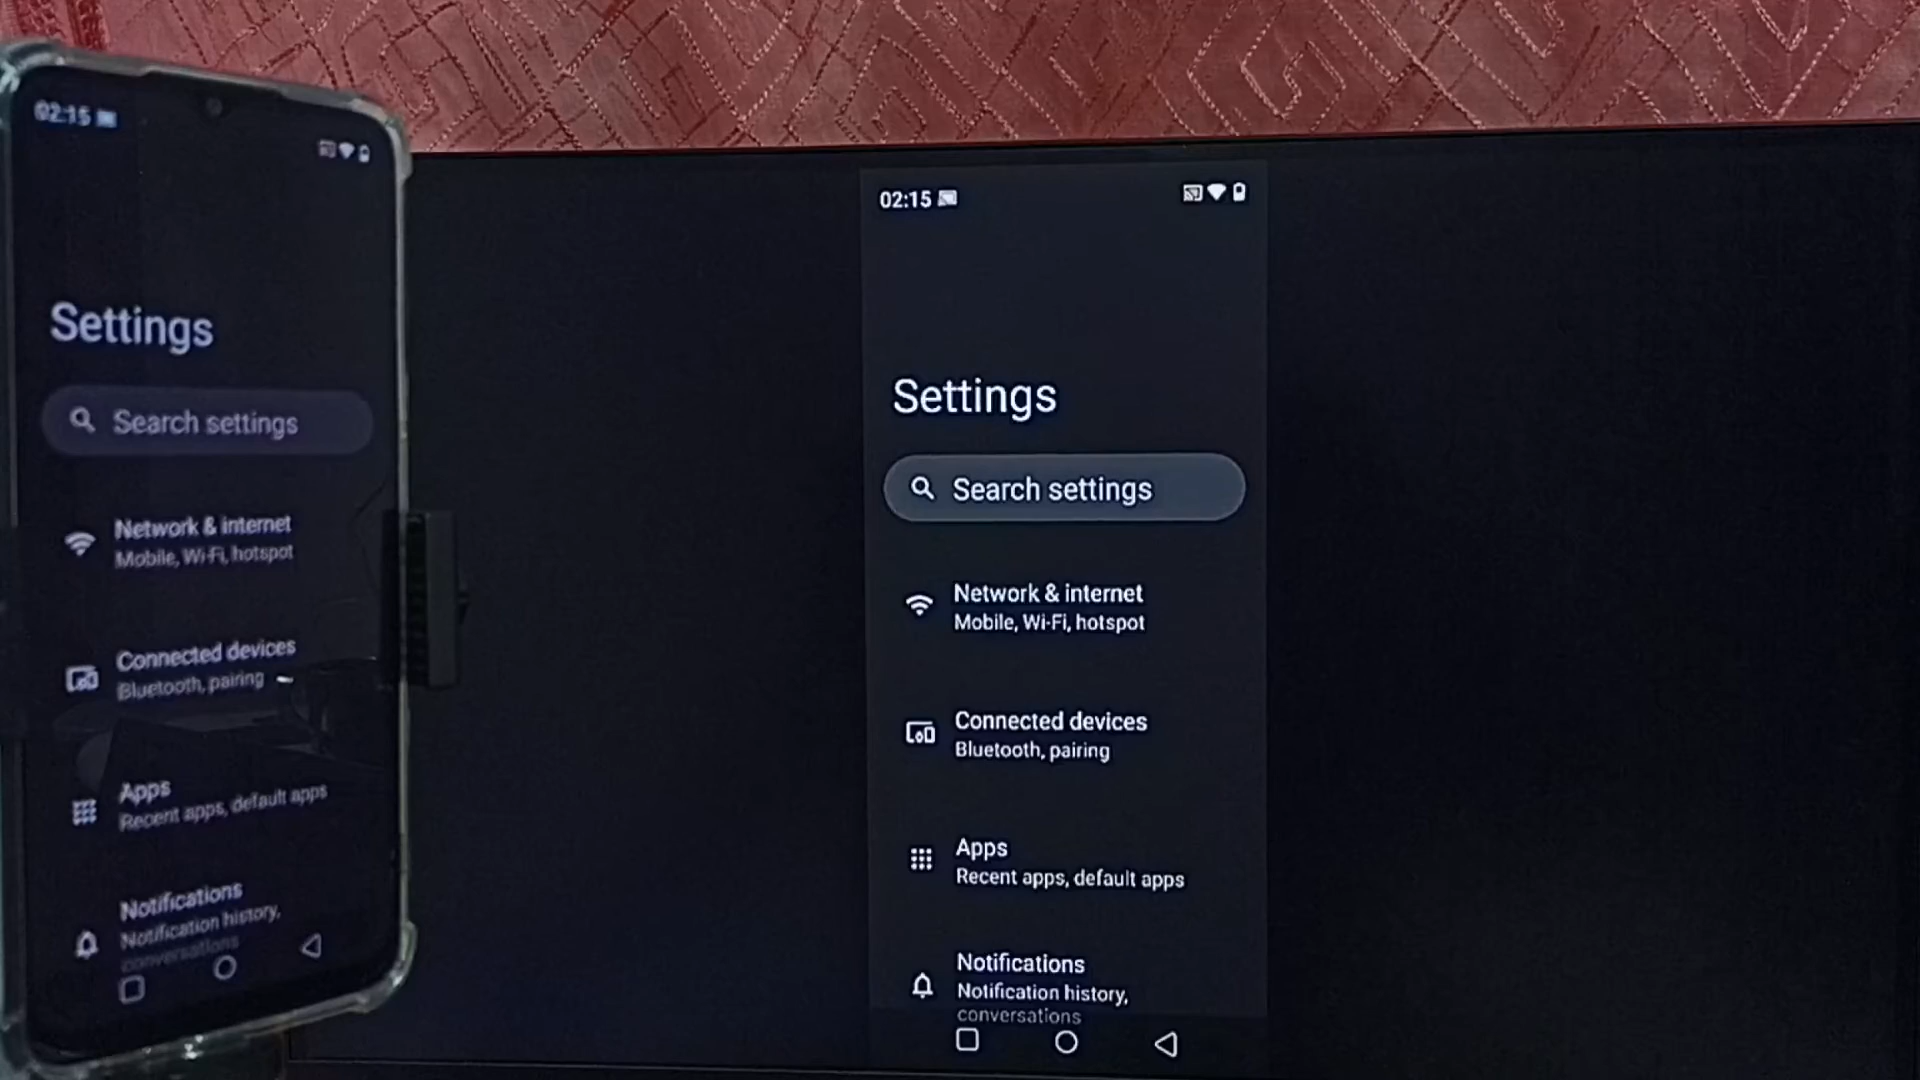 02:15
Settings
Search settings
Network & internet
Mobile, Wi-Fi, hotspot
Connected devices
Bluetooth, pairing
Apps
Recent apps, default apps
Notifications
Notification history,
conversations
02:15
Settings
Search settings
Network & internet
Mobile, Wi-Fi, hotspot
Connected devices
Bluetooth, pairing
Apps
Recent apps, default apps
Notifications
Notification history,
conversations